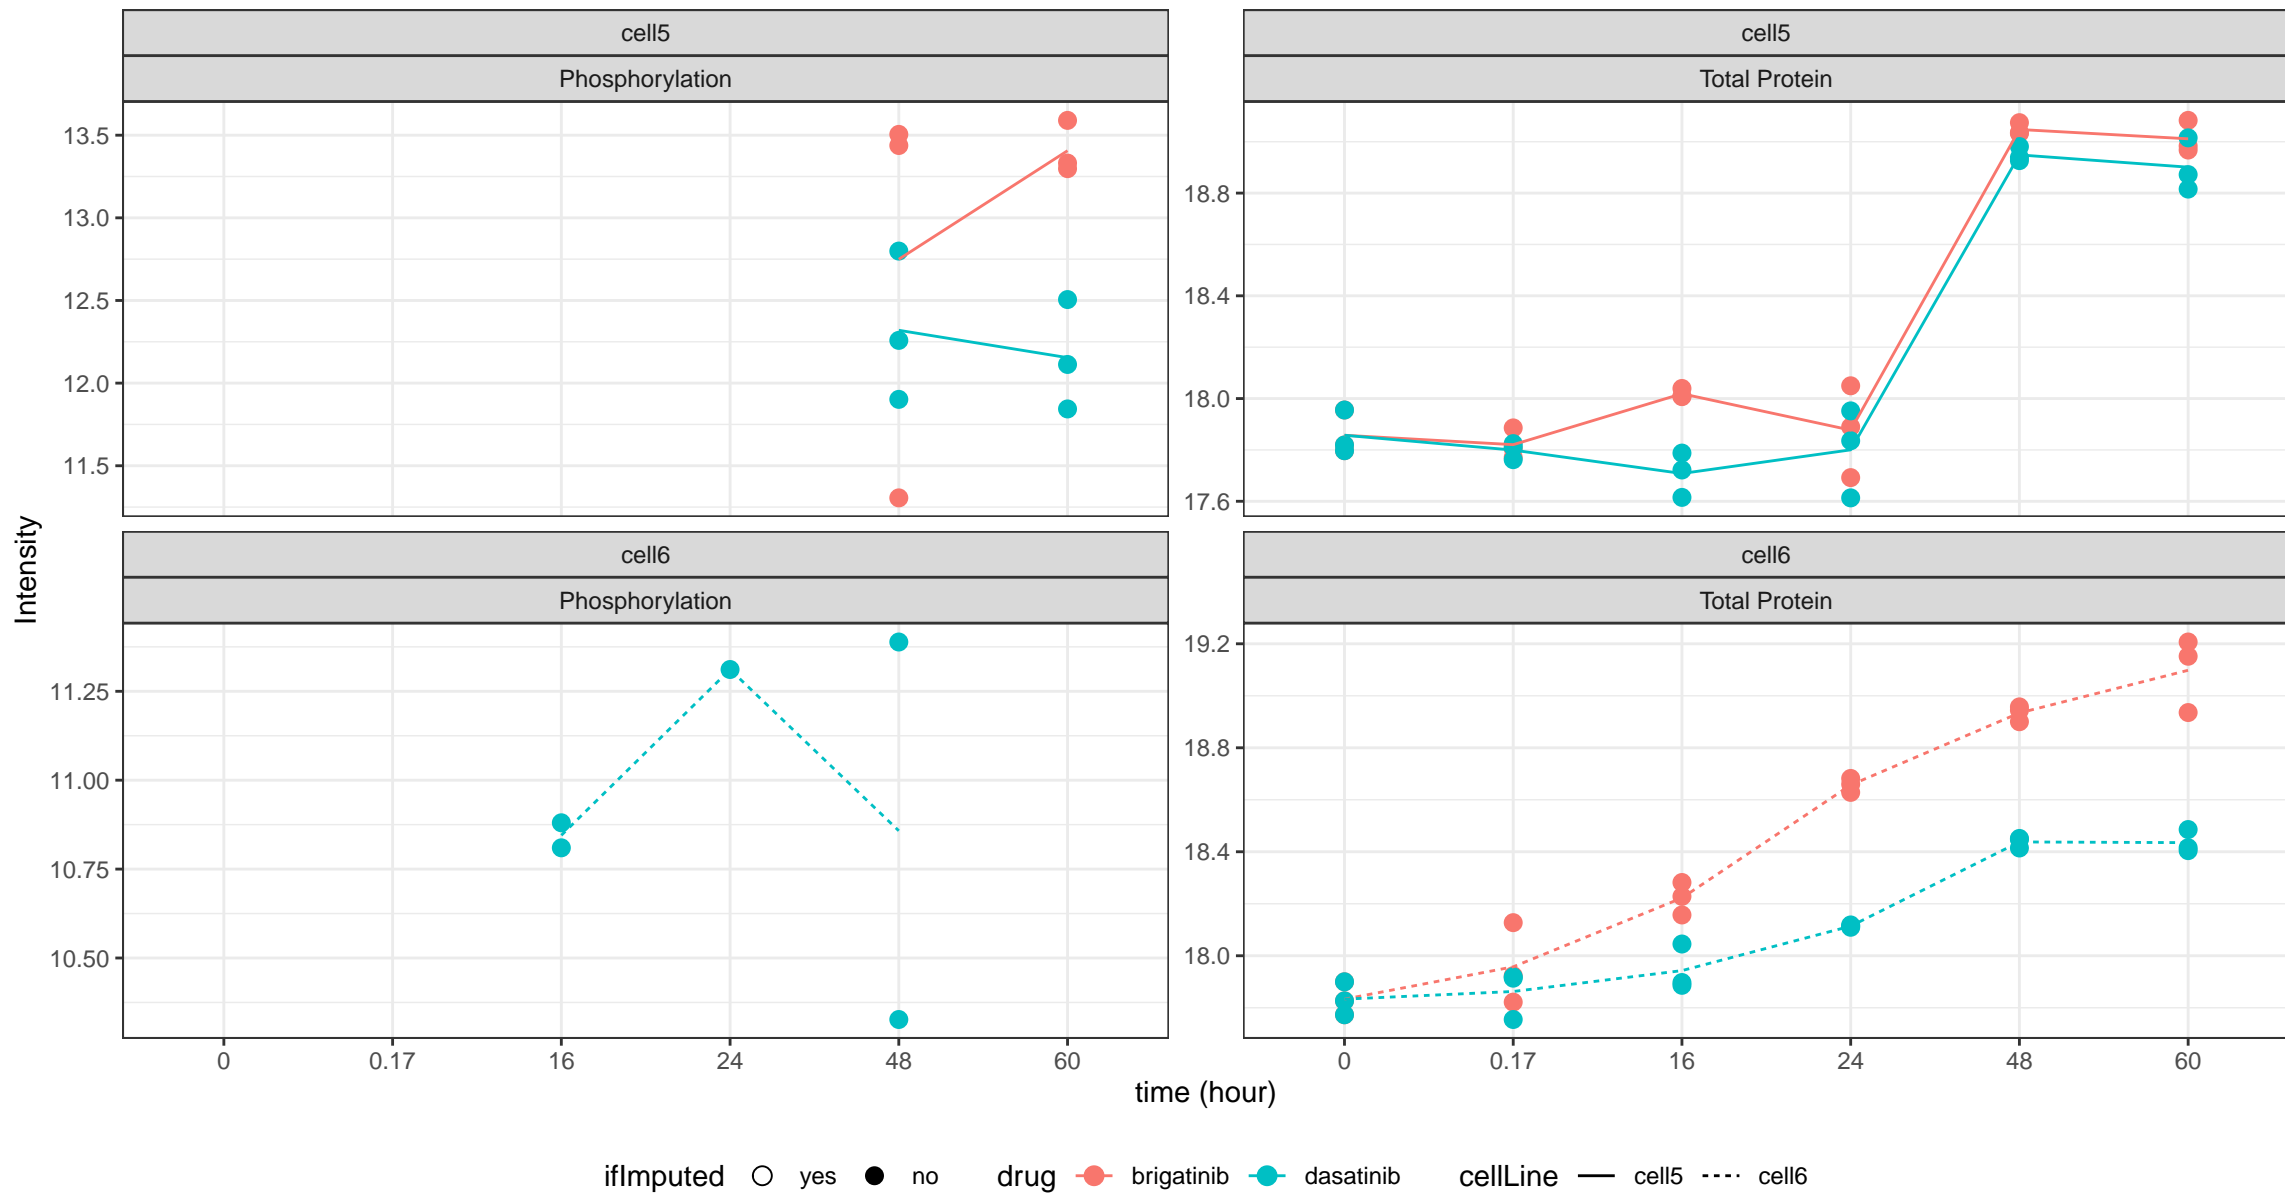 cell5
Phosphorylation
cell5
Total Protein
13.5
13.0
12.5
12.0
11.5
18.8
18.4
18.0
17.6
Intensity
cell6
Phosphorylation
cell6
Total Protein
11.25
11.00
10.75
10.50
19.2
18.8
18.4
18.0
0 0.17 16 24 48 60
0 0.17 16 24 48 60
time (hour)
ifImputed yes no drug brigatinib dasatinib cellLine cell5 cell6